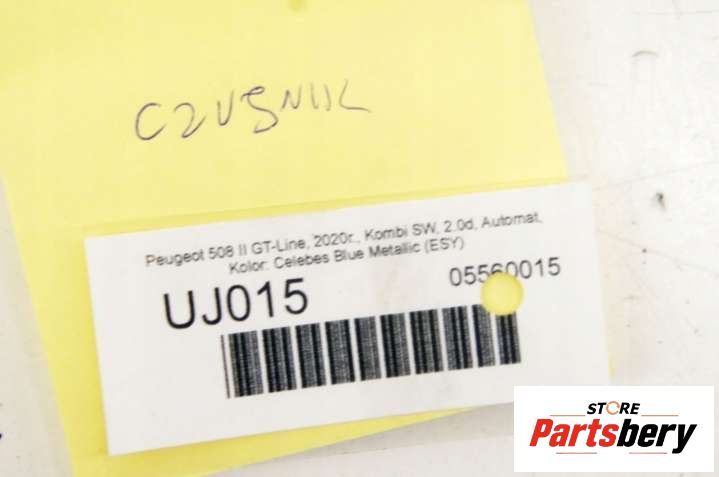 CZUJNIK
Peugeot 508 II GT-Line, 2020r., Kombi SW, 2.0d, Automat,
Kolor: Celebes Blue Metallic (ESY)
UJ015 05560015
STORE
Partsbery